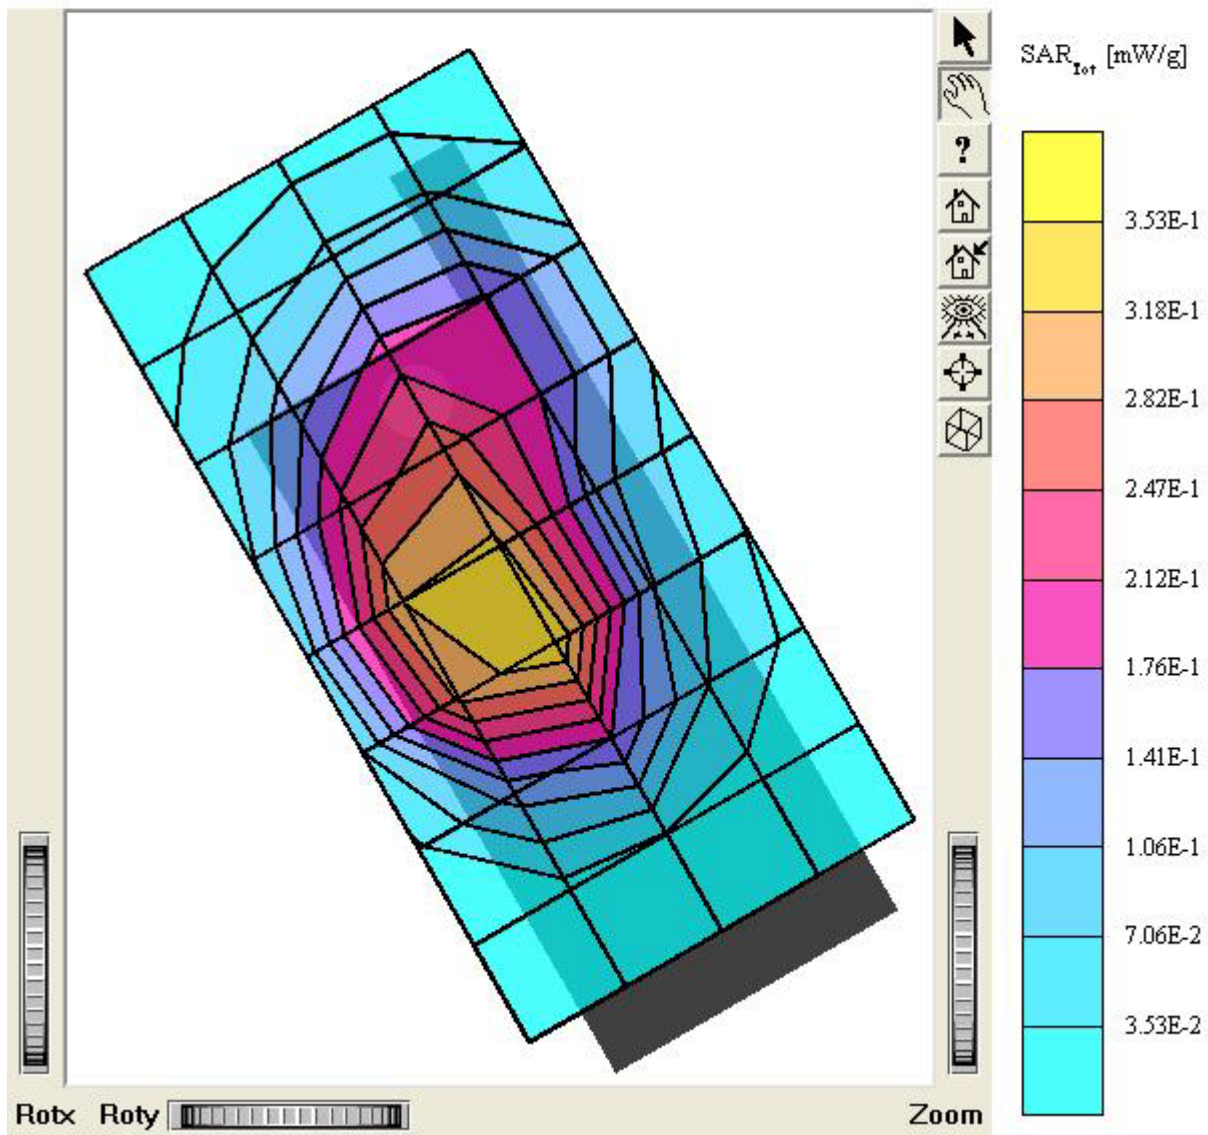 SAR_Tot [mW/g]
?
3.53E-1
3.18E-1
2.82E-1
2.47E-1
2.12E-1
1.76E-1
1.41E-1
1.06E-1
7.06E-2
3.53E-2
Rotx Roty Zoom